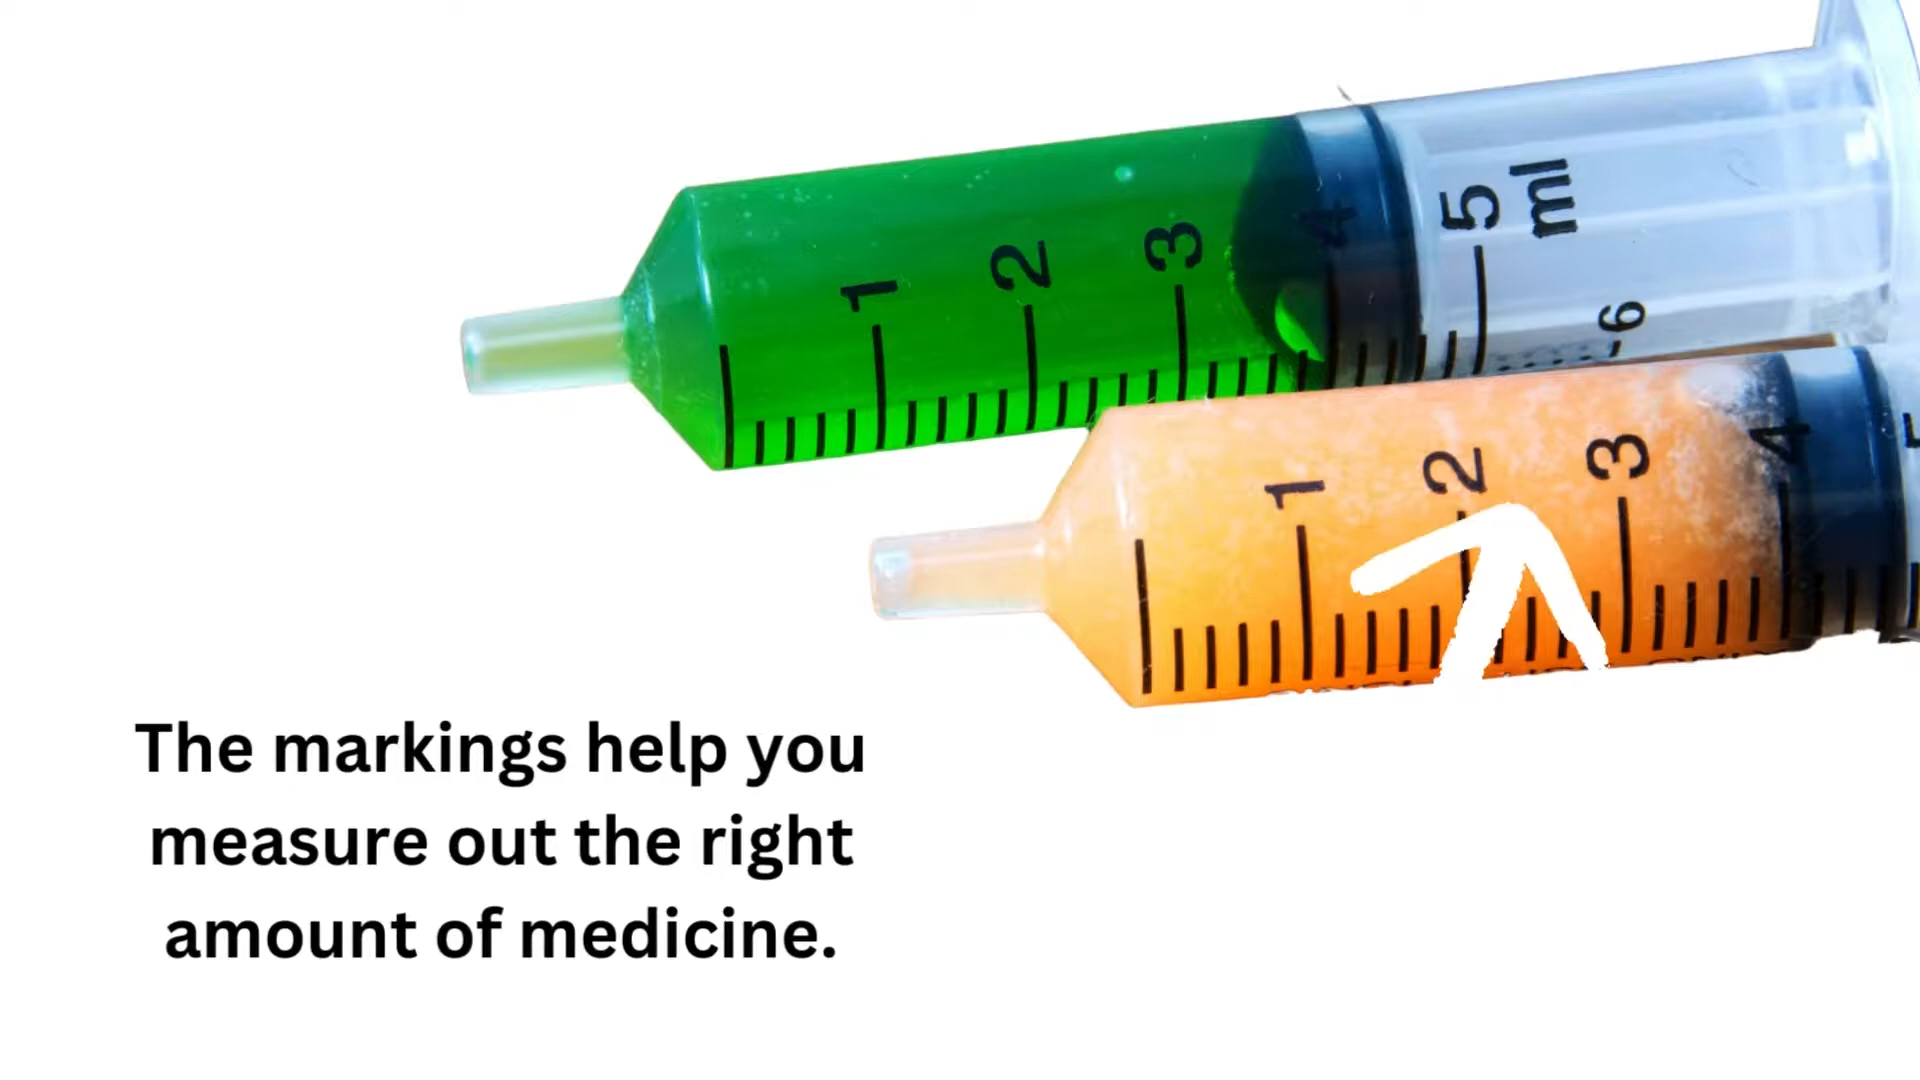 1 2 3 4 5 ml
6
1 2 3 4
The markings help you
measure out the right
amount of medicine.